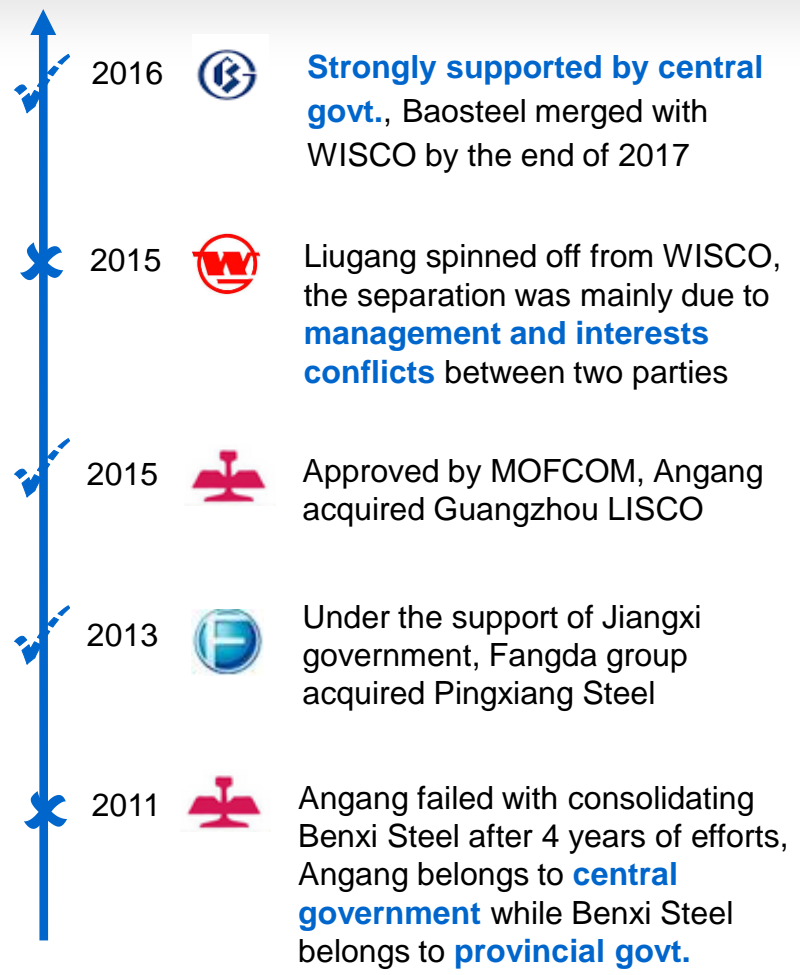 2016
Strongly supported by central
govt., Baosteel merged with
WISCO by the end of 2017
2015
Liugang spinned off from WISCO,
the separation was mainly due to
management and interests
conflicts between two parties
2015
Approved by MOFCOM, Angang
acquired Guangzhou LISCO
2013
Under the support of Jiangxi
government, Fangda group
acquired Pingxiang Steel
2011
Angang failed with consolidating
Benxi Steel after 4 years of efforts,
Angang belongs to central
government while Benxi Steel
belongs to provincial govt.